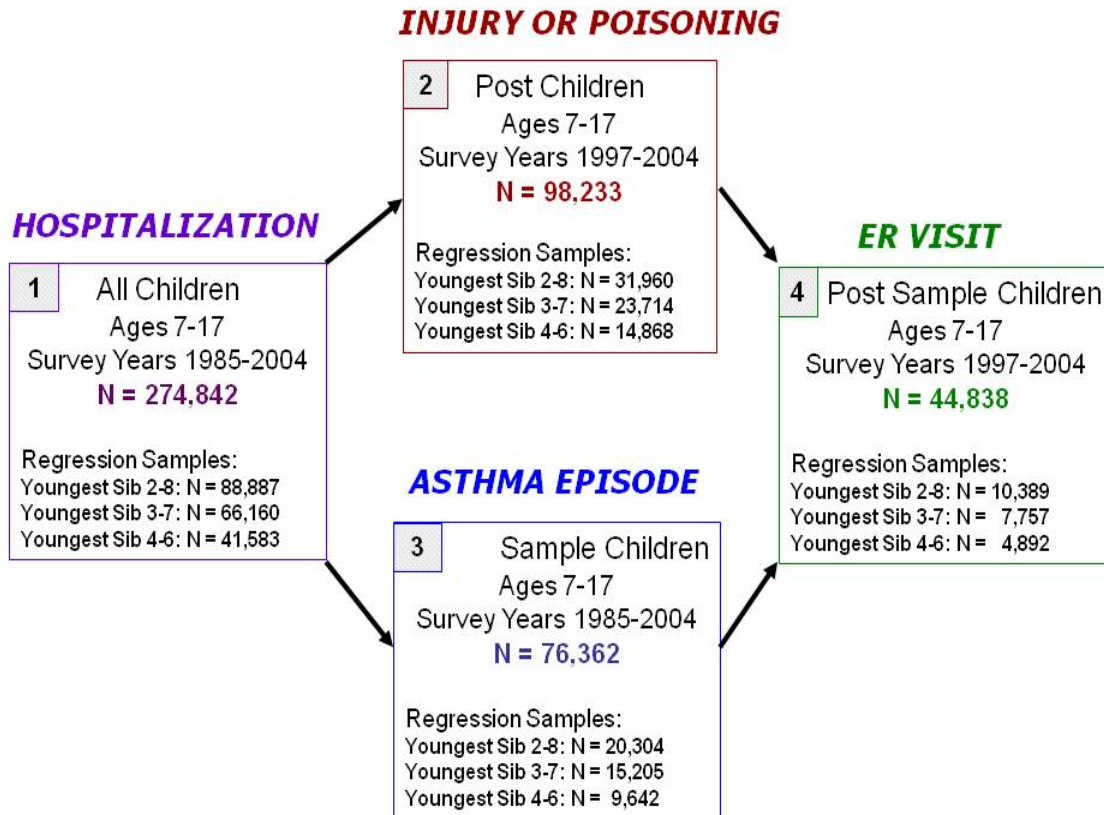 INJURY OR POISONING
2 Post Children
Ages 7-17
Survey Years 1997-2004
N = 98,233
Regression Samples:
Youngest Sib 2-8: N = 31,960
Youngest Sib 3-7: N = 23,714
Youngest Sib 4-6: N = 14,868
HOSPITALIZATION
1 All Children
Ages 7-17
Survey Years 1985-2004
N = 274,842
Regression Samples:
Youngest Sib 2-8: N = 88,887
Youngest Sib 3-7: N = 66,160
Youngest Sib 4-6: N = 41,583
ASTHMA EPISODE
3 Sample Children
Ages 7-17
Survey Years 1985-2004
N = 76,362
Regression Samples:
Youngest Sib 2-8: N = 20,304
Youngest Sib 3-7: N = 15,205
Youngest Sib 4-6: N = 9,642
ER VISIT
4 Post Sample Children
Ages 7-17
Survey Years 1997-2004
N = 44,838
Regression Samples:
Youngest Sib 2-8: N = 10,389
Youngest Sib 3-7: N = 7,757
Youngest Sib 4-6: N = 4,892